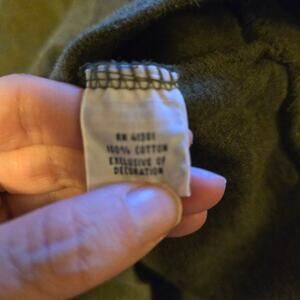 RN 41381
100% COTTON
EXCLUSIVE OF
DECORATION